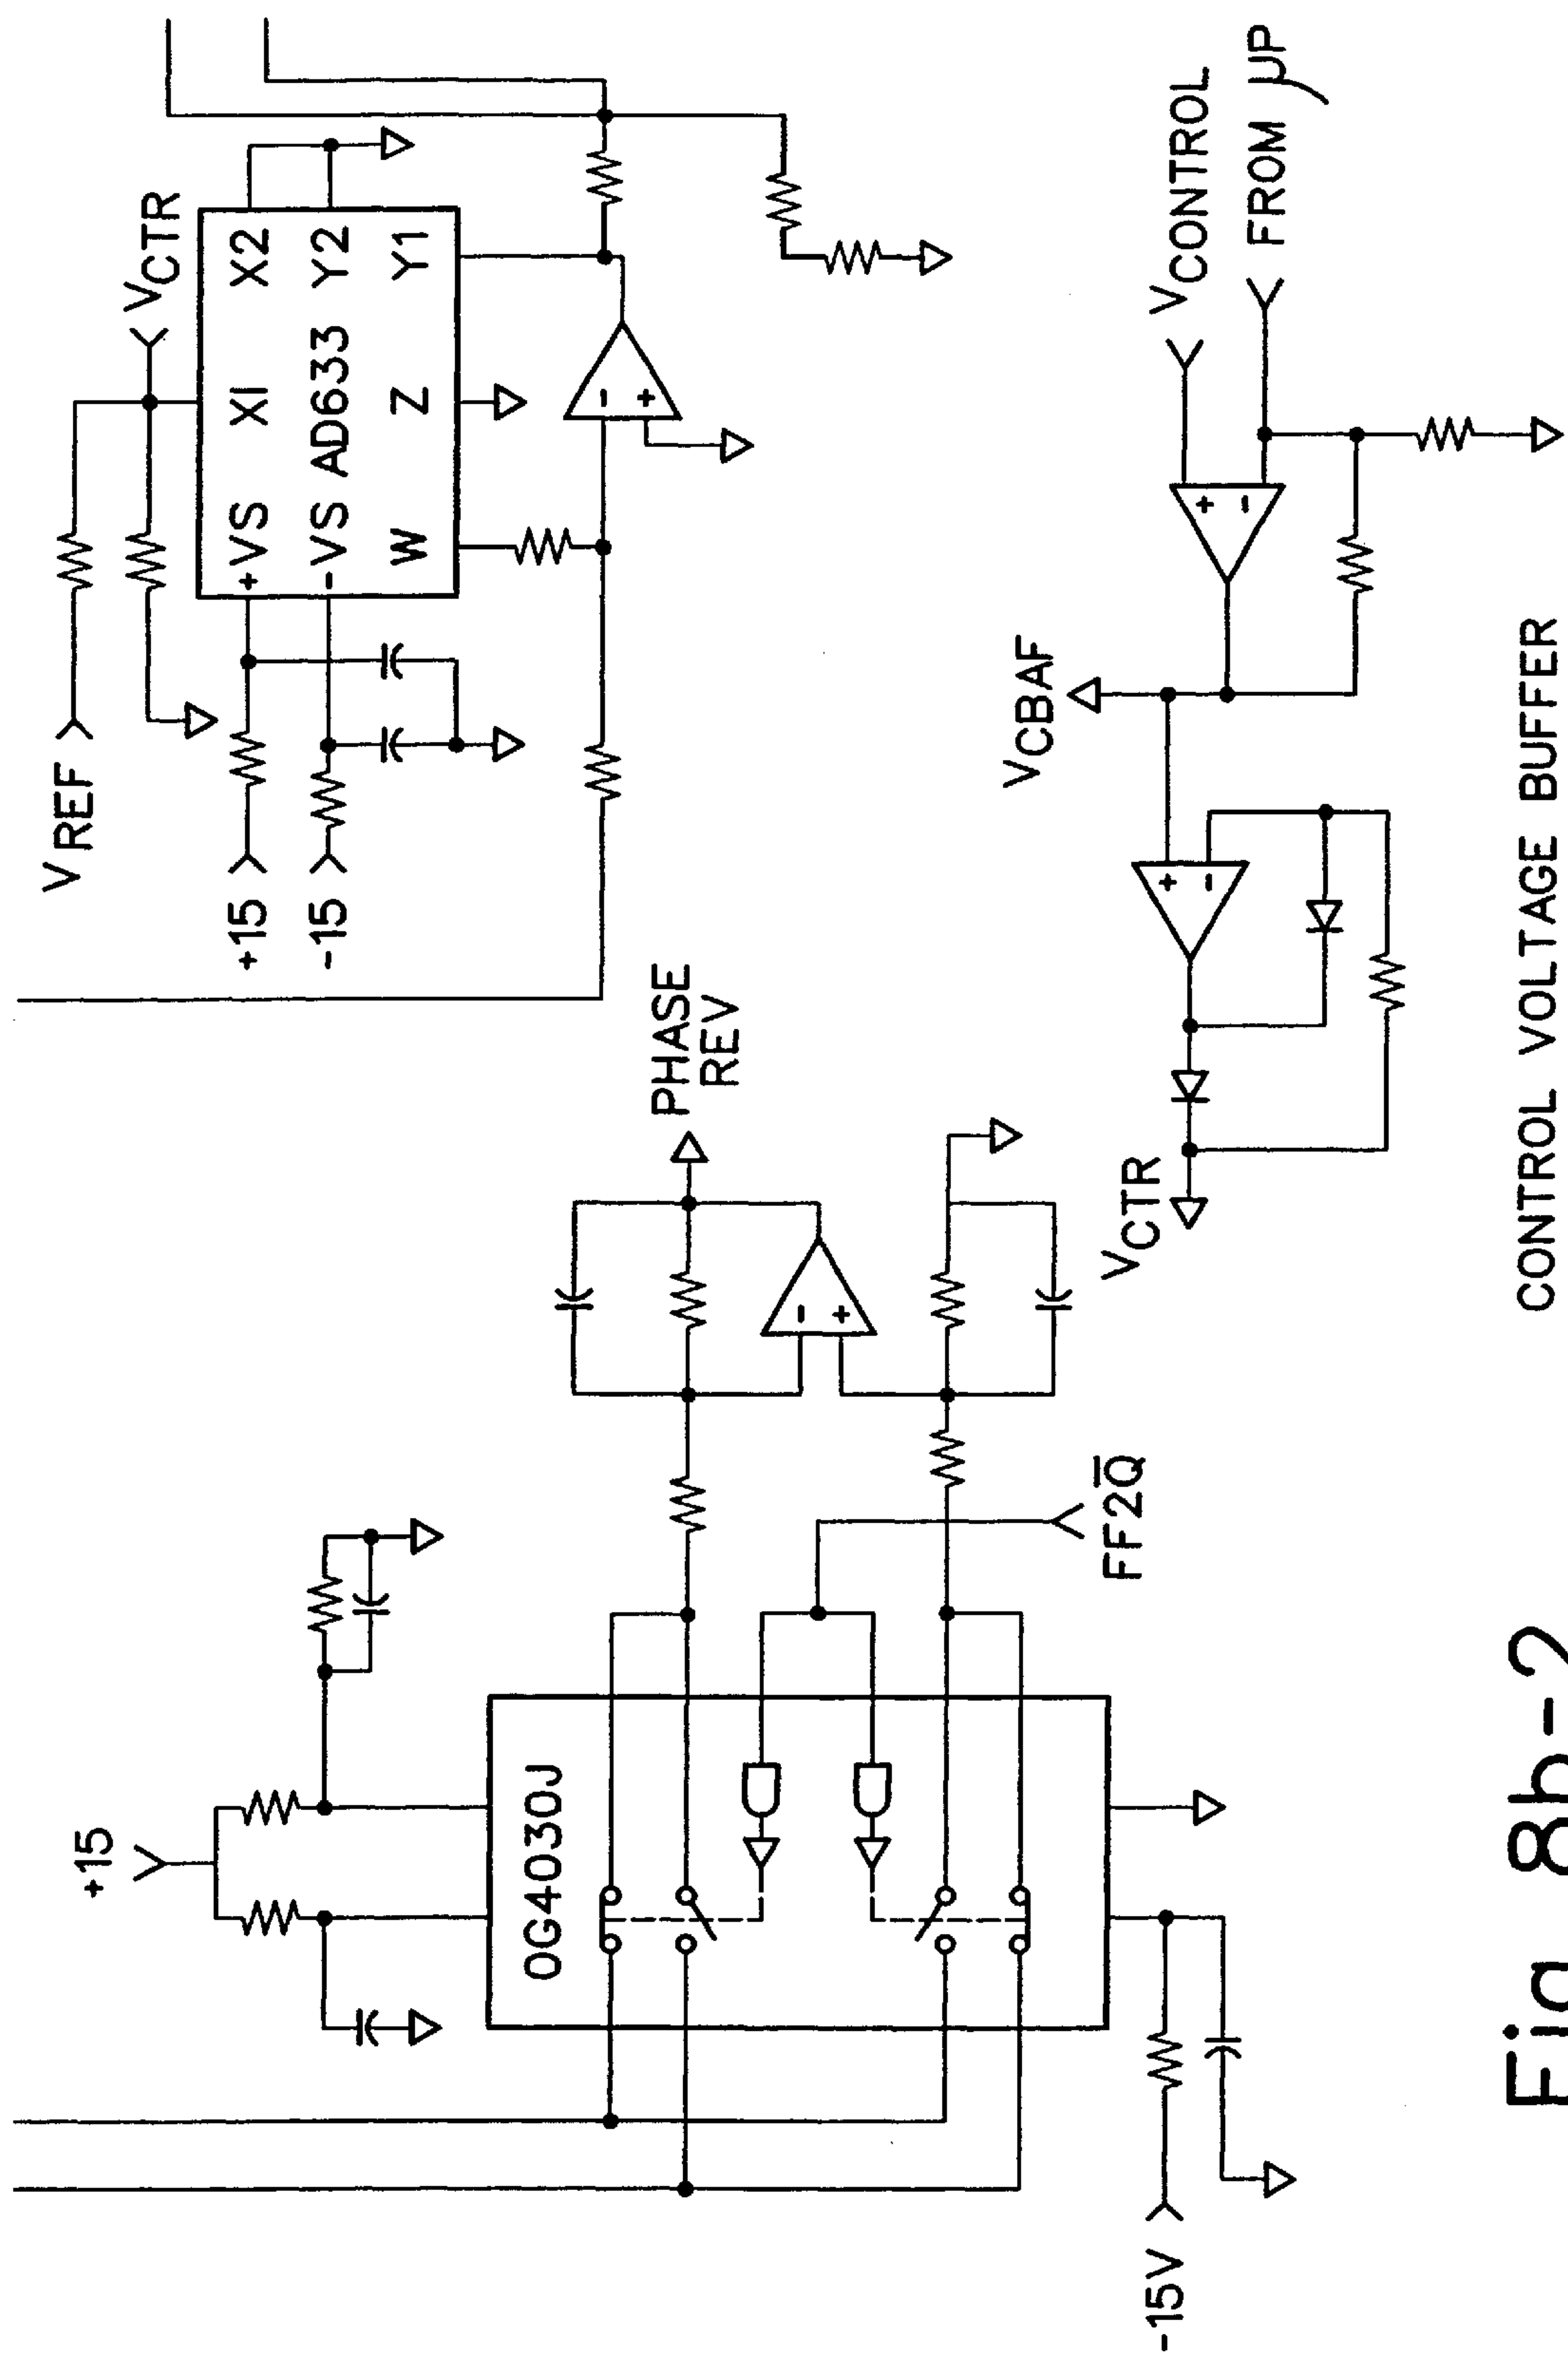 +15
OG4030J
-15V
FF2Q̅
PHASE
REV
VREF
+15
-15
VCTR
+VS XI X2
-VS AD633 Y2
W Z Y1
- +
- +
VCTR
+ -
VCBAF
+ -
VCONTROL
FROM μP
CONTROL VOLTAGE BUFFER
Fig 8b-2